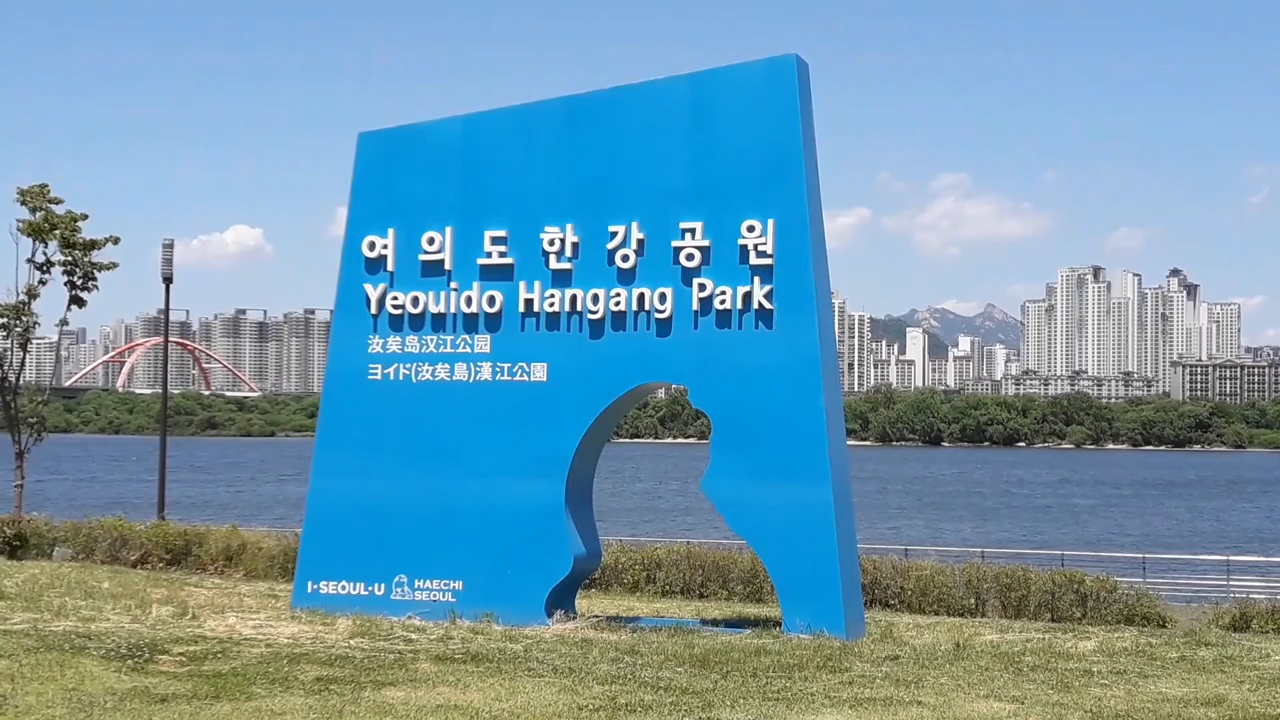 여의도한강공원
Yeouido Hangang Park
汝矣岛汉江公园
ヨイド(汝矣島)漢江公園
I·SEOUL·U
HAECHI
SEOUL